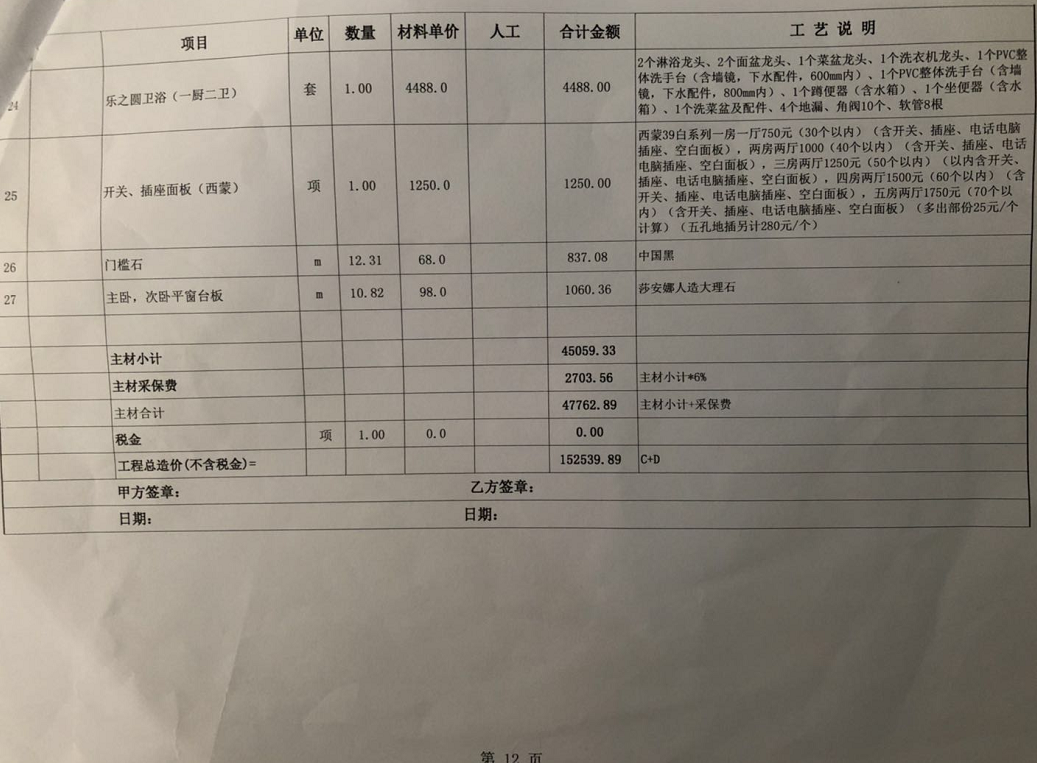 项目 单位 数量 材料单价 人工 合计金额 工 艺 说 明
24 乐之圆卫浴（一厨二卫） 套 1.00 4488.0 4488.00
2个淋浴龙头、2个面盆龙头、1个菜盆龙头、1个洗衣机龙头、1个PVC整
体洗手台（含墙镜，下水配件，600mm内）、1个PVC整体洗手台（含墙
镜，下水配件，800mm内）、1个蹲便器（含水箱）、1个坐便器（含水
箱）、1个洗菜盆及配件、4个地漏、角阀10个、软管8根
25 开关、插座面板（西蒙） 项 1.00 1250.0 1250.00
西蒙39白系列一房一厅750元（30个以内）（含开关、插座、电话电脑
插座、空白面板），两房两厅1000（40个以内）（含开关、插座、电话
电脑插座、空白面板），三房两厅1250元（50个以内）（以内含开关、
插座、电话电脑插座、空白面板），四房两厅1500元（60个以内）（含
开关、插座、电话电脑插座、空白面板），五房两厅1750元（70个以
内）（含开关、插座、电话电脑插座、空白面板）（多出部份25元/个
计算）（五孔地插另计280元/个）
26 门槛石 m 12.31 68.0 837.08 中国黑
27 主卧，次卧平窗台板 m 10.82 98.0 1060.36 莎安娜人造大理石
主材小计 45059.33
主材采保费 2703.56 主材小计*6%
主材合计 47762.89 主材小计+采保费
税金 项 1.00 0.0 0.00
工程总造价(不含税金)= 152539.89 C+D
甲方签章： 乙方签章：
日期： 日期：
第 12 页